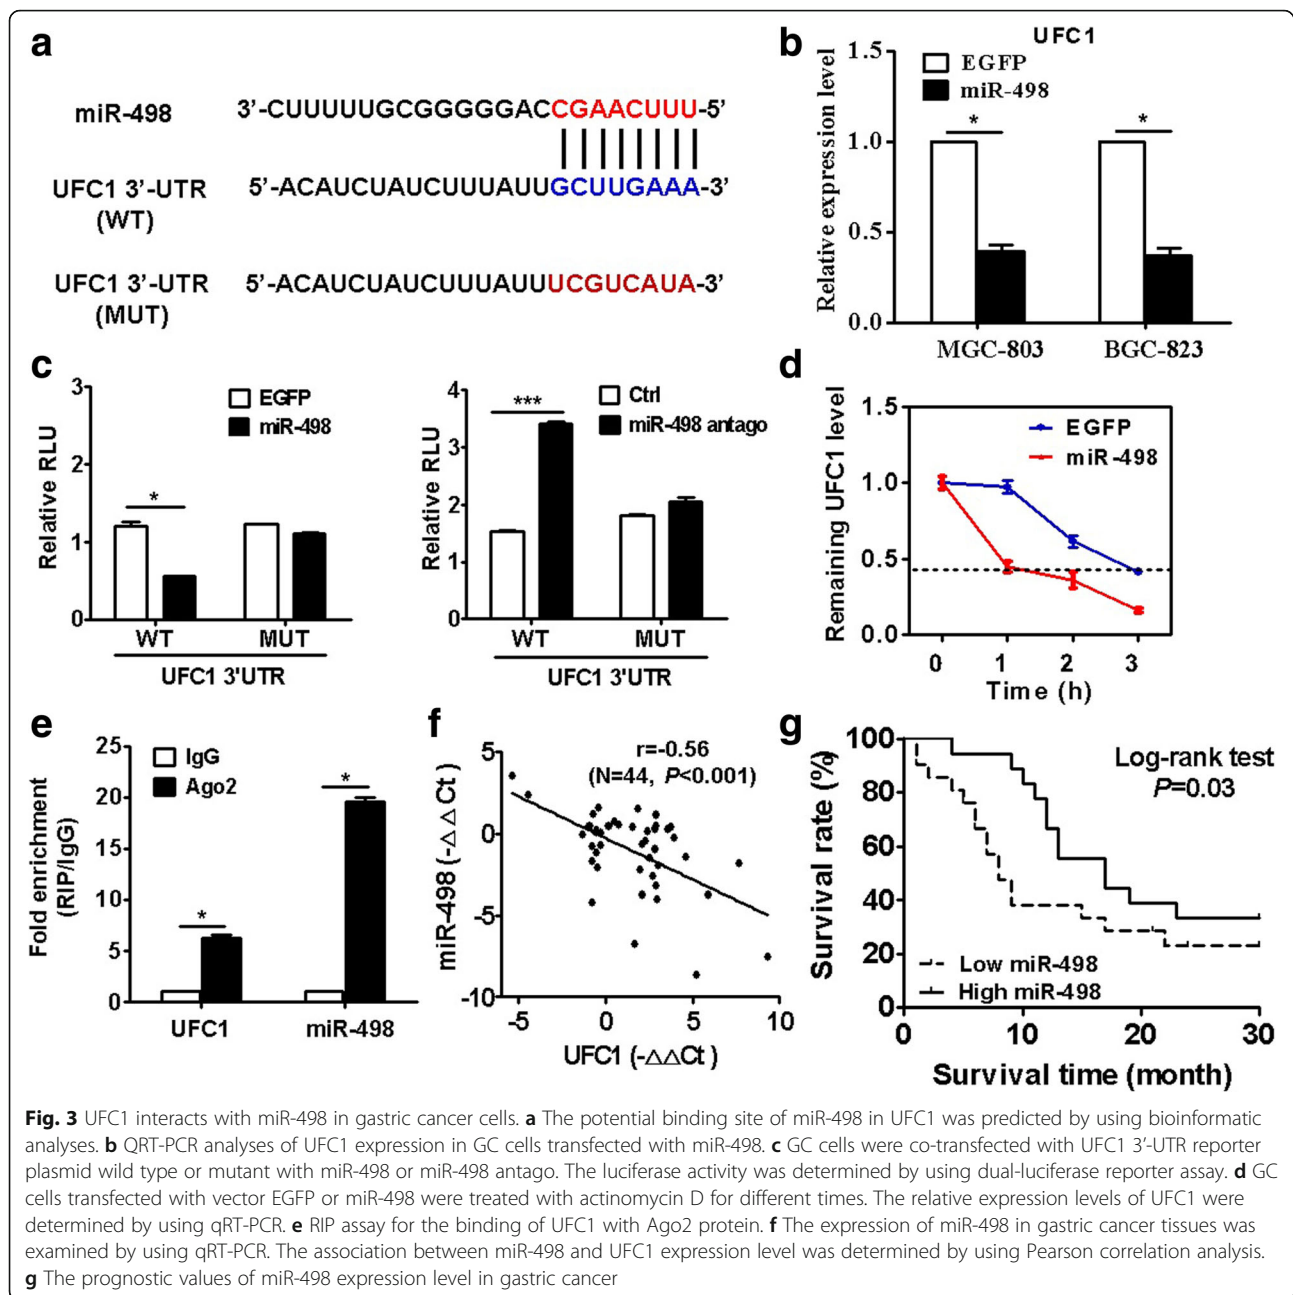 a
miR-498 3’-CUUUUUGCGGGGGACCGAACUUU-5’
UFC1 3’-UTR 5’-ACAUCUAUCUUUAUUGCUUGAAA-3’
(WT)
UFC1 3’-UTR 5’-ACAUCUAUCUUUAUUUCGUCAUA-3’
(MUT)
b
UFC1
EGFP
miR-498
Relative expression level
1.5
1.0
0.5
0.0
*
*
MGC-803 BGC-823
c
Relative RLU
3
2
1
0
EGFP
miR-498
*
WT MUT
UFC1 3'UTR
Relative RLU
4
3
2
1
0
Ctrl
miR-498 antago
***
WT MUT
UFC1 3'UTR
d
Remaining UFC1 level
1.5
1.0
0.5
0.0
EGFP
miR-498
0 1 2 3
Time (h)
e
Fold enrichment
(RIP/IgG)
25
20
15
10
5
0
IgG
Ago2
*
*
UFC1 miR-498
f
miR-498 (-△△Ct)
5
0
-5
-10
r=-0.56
(N=44, P<0.001)
-5 0 5 10
UFC1 (-△△Ct)
g
Survival rate (%)
100
80
60
40
20
0
Log-rank test
P=0.03
Low miR-498
High miR-498
0 10 20 30
Survival time (month)
Fig. 3 UFC1 interacts with miR-498 in gastric cancer cells. a The potential binding site of miR-498 in UFC1 was predicted by using bioinformatic
analyses. b QRT-PCR analyses of UFC1 expression in GC cells transfected with miR-498. c GC cells were co-transfected with UFC1 3’-UTR reporter
plasmid wild type or mutant with miR-498 or miR-498 antago. The luciferase activity was determined by using dual-luciferase reporter assay. d GC
cells transfected with vector EGFP or miR-498 were treated with actinomycin D for different times. The relative expression levels of UFC1 were
determined by using qRT-PCR. e RIP assay for the binding of UFC1 with Ago2 protein. f The expression of miR-498 in gastric cancer tissues was
examined by using qRT-PCR. The association between miR-498 and UFC1 expression level was determined by using Pearson correlation analysis.
g The prognostic values of miR-498 expression level in gastric cancer